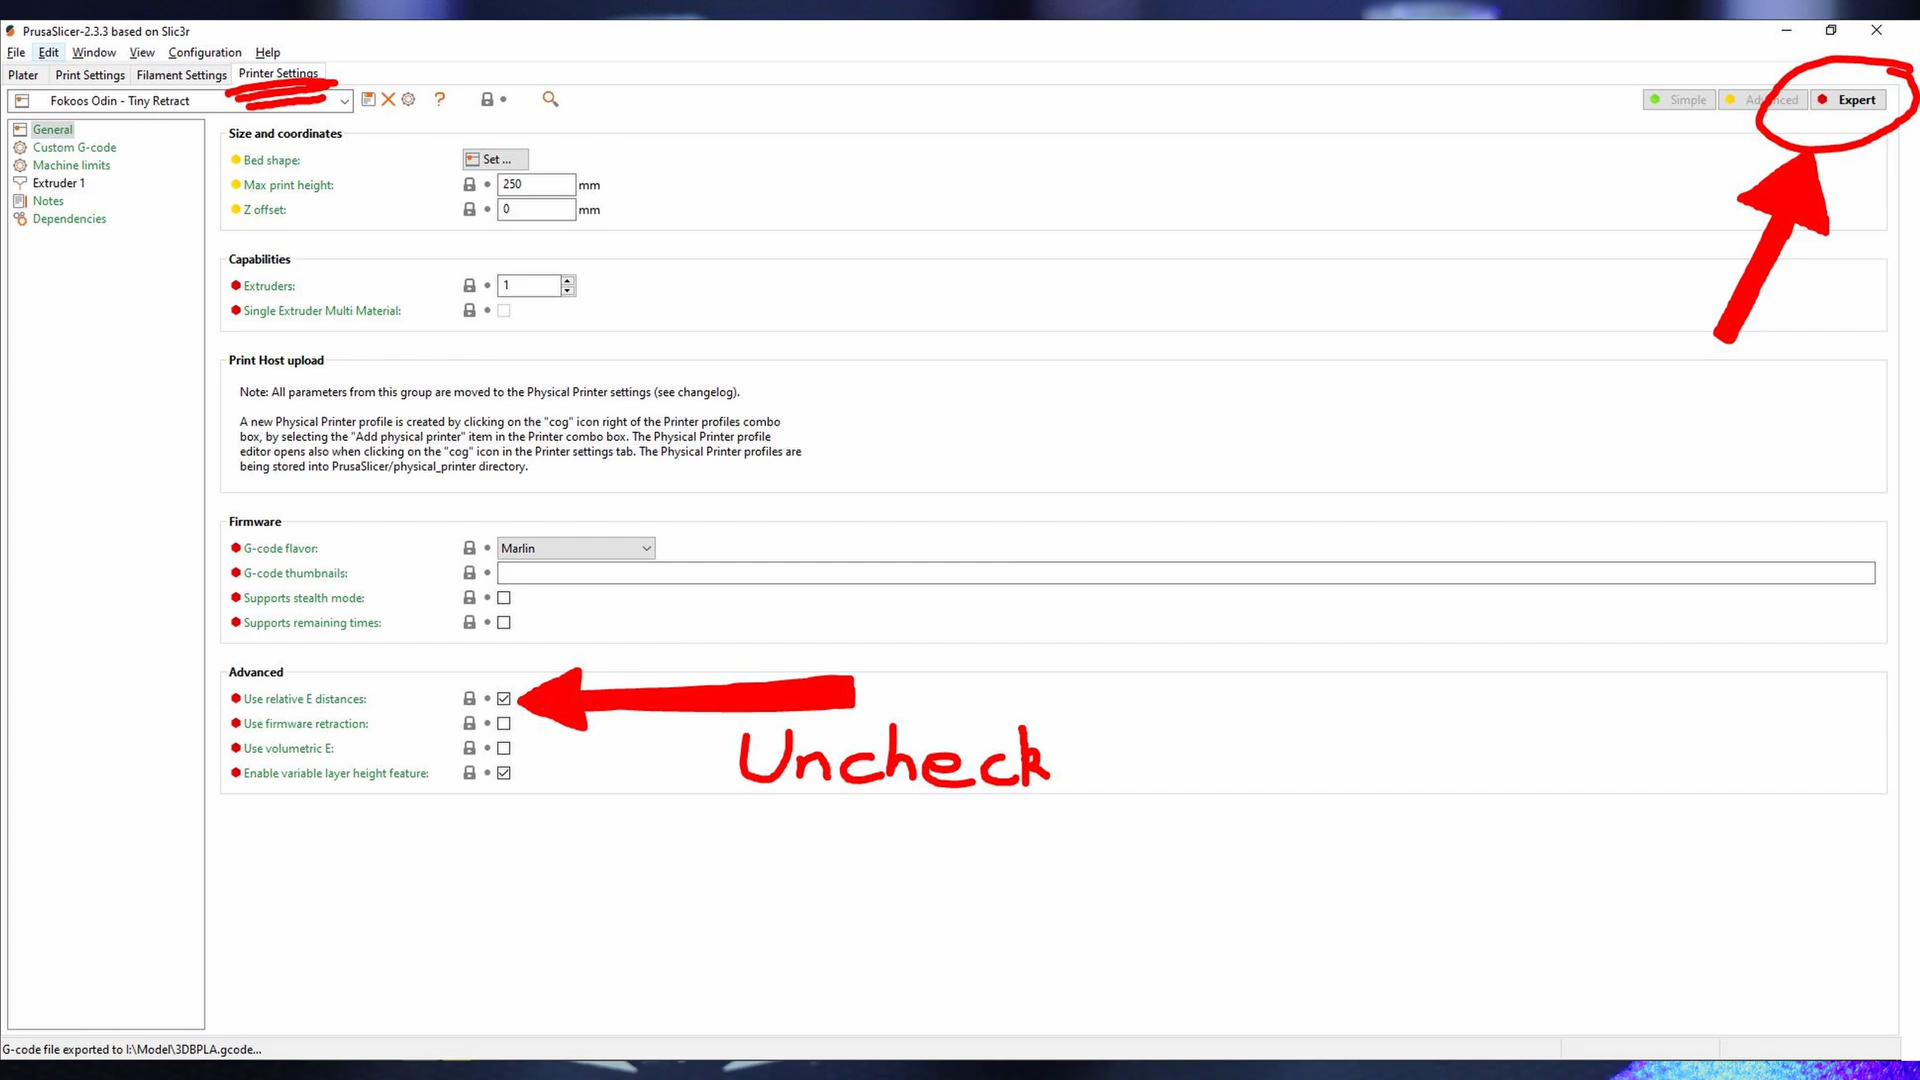 PrusaSlicer-2.3.3 based on Slic3r
File Edit Window View Configuration Help
Plater Print Settings Filament Settings Printer Settings
Fokoos Odin - Tiny Retract
Simple Advanced Expert
General
Custom G-code
Machine limits
Extruder 1
Notes
Dependencies
Size and coordinates
Bed shape: Set ...
Max print height: 250 mm
Z offset: 0 mm
Capabilities
Extruders: 1
Single Extruder Multi Material:
Print Host upload
Note: All parameters from this group are moved to the Physical Printer settings (see changelog).
A new Physical Printer profile is created by clicking on the "cog" icon right of the Printer profiles combo
box, by selecting the "Add physical printer" item in the Printer combo box. The Physical Printer profile
editor opens also when clicking on the "cog" icon in the Printer settings tab. The Physical Printer profiles are
being stored into PrusaSlicer/physical_printer directory.
Firmware
G-code flavor: Marlin
G-code thumbnails:
Supports stealth mode:
Supports remaining times:
Advanced
Use relative E distances:
Use firmware retraction:
Use volumetric E:
Enable variable layer height feature:
Uncheck
G-code file exported to I:\Model\3DBPLA.gcode...